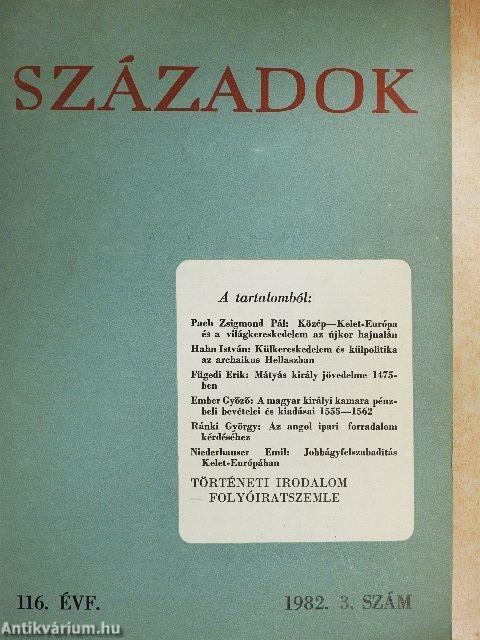 SZÁZADOK
A tartalomból:
Pach Zsigmond Pál: Közép—Kelet-Európa
és a világkereskedelem az újkor hajnalán
Hahn István: Külkereskedelem és külpolitika
az archaikus Hellaszban
Fügedi Erik: Mátyás király jövedelme 1475-
ben
Ember Győző: A magyar királyi kamara pénz-
beli bevételei és kiadásai 1555—1562
Ránki György: Az angol ipari forradalom
kérdéséhez
Niederhauser Emil: Jobbágyfelszabadítás
Kelet-Európában
TÖRTÉNETI IRODALOM
— FOLYÓIRATSZEMLE
116. ÉVF.
1982. 3. SZÁM
Antikvárium.hu